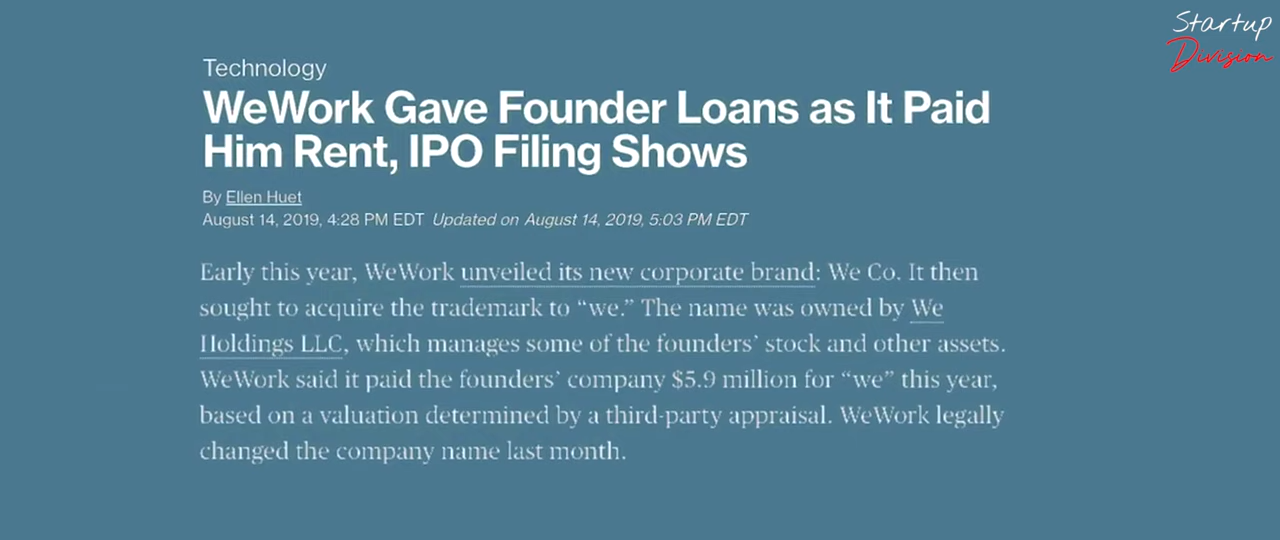 Startup
Division
Technology
WeWork Gave Founder Loans as It Paid
Him Rent, IPO Filing Shows
By Ellen Huet
August 14, 2019, 4:28 PM EDT Updated on August 14, 2019, 5:03 PM EDT
Early this year, WeWork unveiled its new corporate brand: We Co. It then
sought to acquire the trademark to “we.” The name was owned by We
Holdings LLC, which manages some of the founders’ stock and other assets.
WeWork said it paid the founders’ company $5.9 million for “we” this year,
based on a valuation determined by a third-party appraisal. WeWork legally
changed the company name last month.